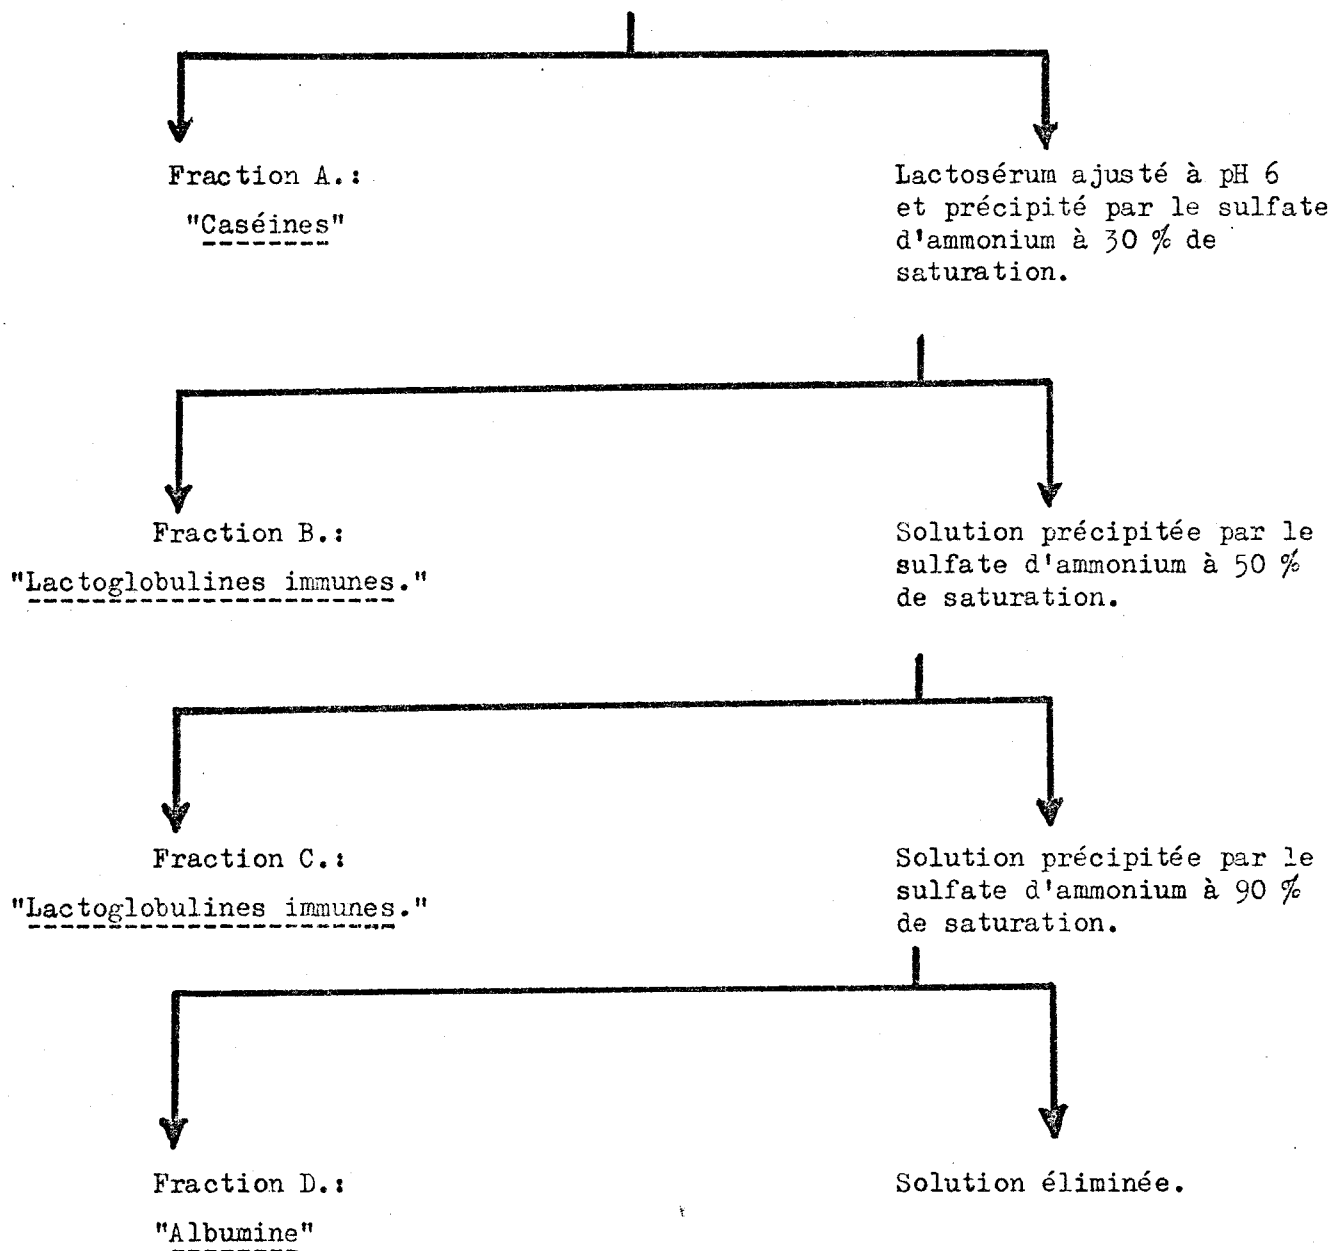 Fraction A.:
"Caséines"
Lactosérum ajusté à pH 6
et précipité par le sulfate
d'ammonium à 30 % de
saturation.
Fraction B.:
"Lactoglobulines immunes."
Solution précipitée par le
sulfate d'ammonium à 50 %
de saturation.
Fraction C.:
"Lactoglobulines immunes."
Solution précipitée par le
sulfate d'ammonium à 90 %
de saturation.
Fraction D.:
"Albumine"
Solution éliminée.